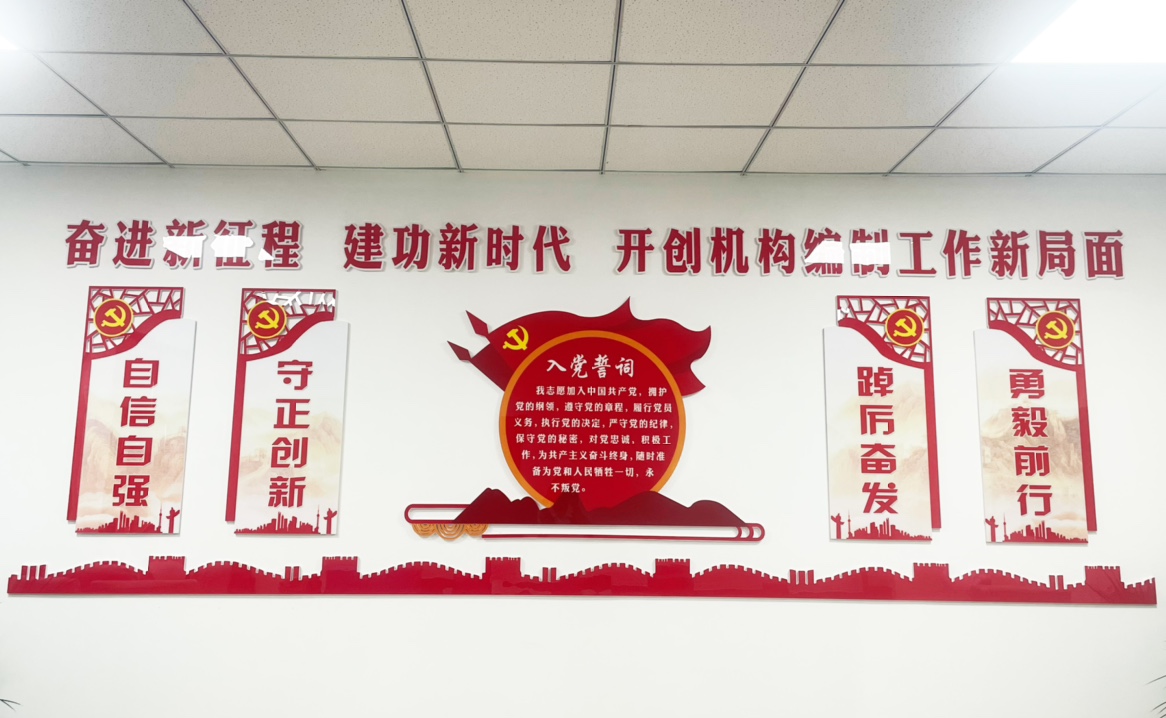 奋进新征程 建功新时代 开创机构编制工作新局面
自信自强
守正创新
入党誓词
我志愿加入中国共产党，拥护
党的纲领，遵守党的章程，履行党员
义务，执行党的决定，严守党的纪律，
保守党的秘密，对党忠诚，积极工
作，为共产主义奋斗终身，随时准
备为党和人民牺牲一切，永
不叛党。
踔厉奋发
勇毅前行